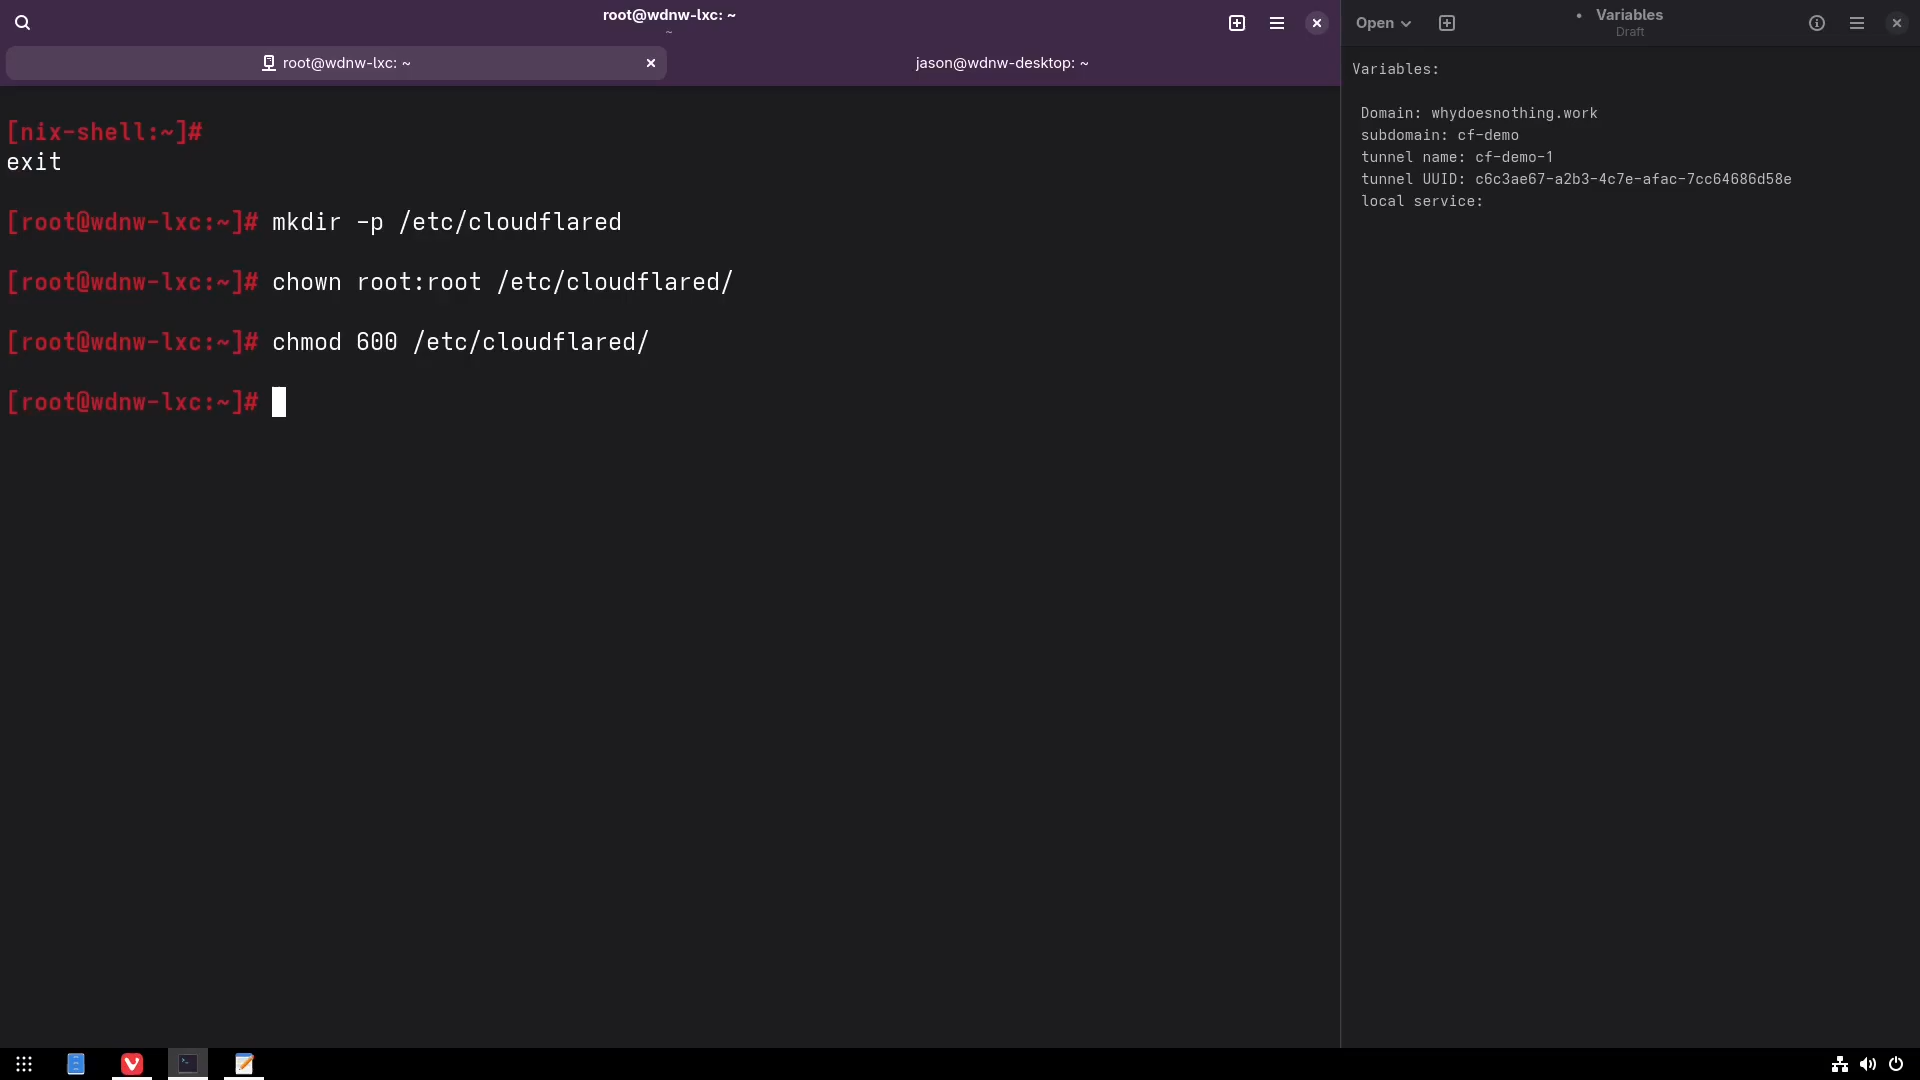 root@wdnw-lxc: ~
~
root@wdnw-lxc: ~
jason@wdnw-desktop: ~
[nix-shell:~]#
exit
[root@wdnw-lxc:~]# mkdir -p /etc/cloudflared
[root@wdnw-lxc:~]# chown root:root /etc/cloudflared/
[root@wdnw-lxc:~]# chmod 600 /etc/cloudflared/
[root@wdnw-lxc:~]#
Open
• Variables
Draft
Variables:
Domain: whydoesnothing.work
subdomain: cf-demo
tunnel name: cf-demo-1
tunnel UUID: c6c3ae67-a2b3-4c7e-afac-7cc64686d58e
local service: